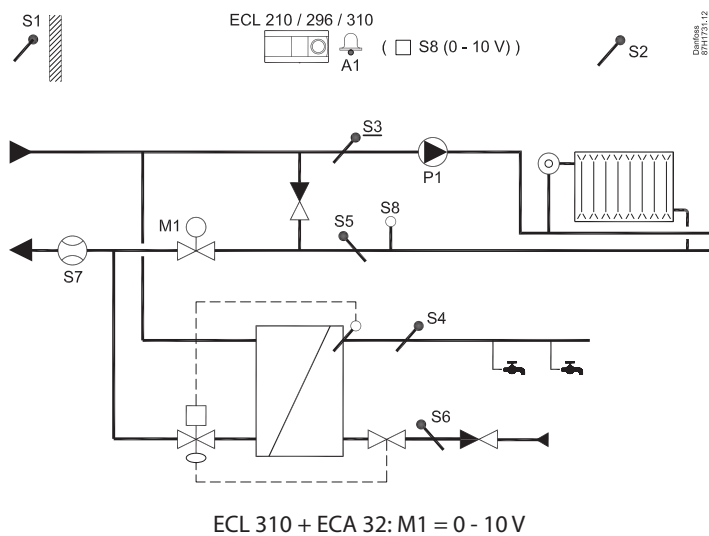 S1
ECL 210 / 296 / 310
A1
( S8 (0 - 10 V) )
S2
Danfoss
87H1731.12
S3
P1
M1
S5
S8
S7
S4
S6
ECL 310 + ECA 32: M1 = 0 - 10 V